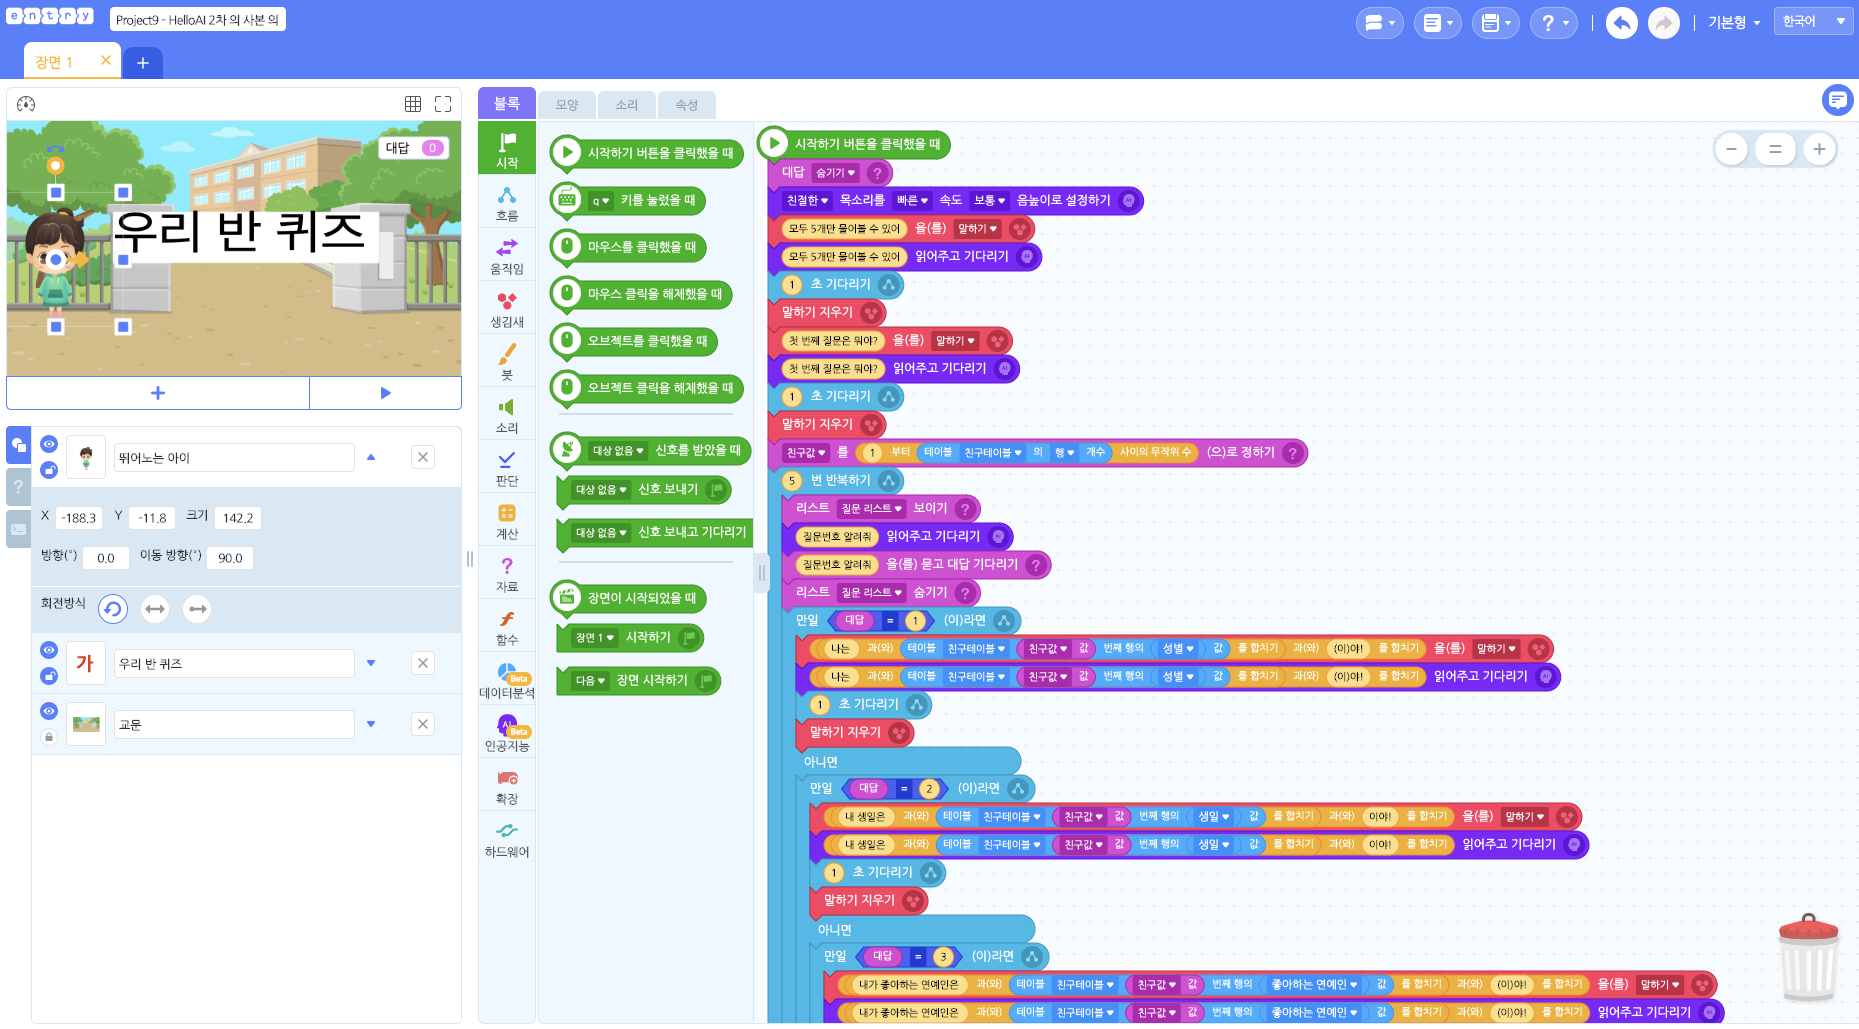 entry
Project9 - HelloAI 2차 의 사본 의
기본형
한국어
장면 1
대답 0
우리 반 퀴즈
뛰어노는 아이
X -188.3 Y -11.8 크기 142.2
방향(°) 0.0 이동 방향(°) 90.0
회전방식
가 우리 반 퀴즈
교문
블록 모양 소리 속성
시작
흐름
움직임
생김새
붓
소리
판단
계산
자료
함수
데이터분석 Beta
인공지능 AI Beta
확장
하드웨어
시작하기 버튼을 클릭했을 때
q 키를 눌렀을 때
마우스를 클릭했을 때
마우스 클릭을 해제했을 때
오브젝트를 클릭했을 때
오브젝트 클릭을 해제했을 때
대상 없음 신호를 받았을 때
대상 없음 신호 보내기
대상 없음 신호 보내고 기다리기
장면이 시작되었을 때
장면 1 시작하기
다음 장면 시작하기
시작하기 버튼을 클릭했을 때
대답 숨기기 ?
친절한 목소리를 빠른 속도 보통 음높이로 설정하기
모두 5개만 물어볼 수 있어 을(를) 말하기
모두 5개만 물어볼 수 있어 읽어주고 기다리기
1 초 기다리기
말하기 지우기
첫 번째 질문은 뭐야? 을(를) 말하기
첫 번째 질문은 뭐야? 읽어주고 기다리기
1 초 기다리기
말하기 지우기
친구값 를 1 부터 테이블 친구테이블 의 행 개수 사이의 무작위 수 (으)로 정하기 ?
5 번 반복하기
리스트 질문 리스트 보이기 ?
질문번호 알려줘 읽어주고 기다리기
질문번호 알려줘 을(를) 묻고 대답 기다리기 ?
리스트 질문 리스트 숨기기 ?
만일 대답 = 1 (이)라면
나는 과(와) 테이블 친구테이블 친구값 값 번째 행의 성별 값 를 합치기 과(와) (이)야! 를 합치기 을(를) 말하기
나는 과(와) 테이블 친구테이블 친구값 값 번째 행의 성별 값 를 합치기 과(와) (이)야! 를 합치기 읽어주고 기다리기
1 초 기다리기
말하기 지우기
아니면
만일 대답 = 2 (이)라면
내 생일은 과(와) 테이블 친구테이블 친구값 값 번째 행의 생일 값 를 합치기 과(와) 이야! 를 합치기 을(를) 말하기
내 생일은 과(와) 테이블 친구테이블 친구값 값 번째 행의 생일 값 를 합치기 과(와) 이야! 를 합치기 읽어주고 기다리기
1 초 기다리기
말하기 지우기
아니면
만일 대답 = 3 (이)라면
내가 좋아하는 연예인은 과(와) 테이블 친구테이블 친구값 값 번째 행의 좋아하는 연예인 값 를 합치기 과(와) (이)야! 를 합치기 을(를) 말하기
내가 좋아하는 연예인은 과(와) 테이블 친구테이블 친구값 값 번째 행의 좋아하는 연예인 값 를 합치기 과(와) (이)야! 를 합치기 읽어주고 기다리기